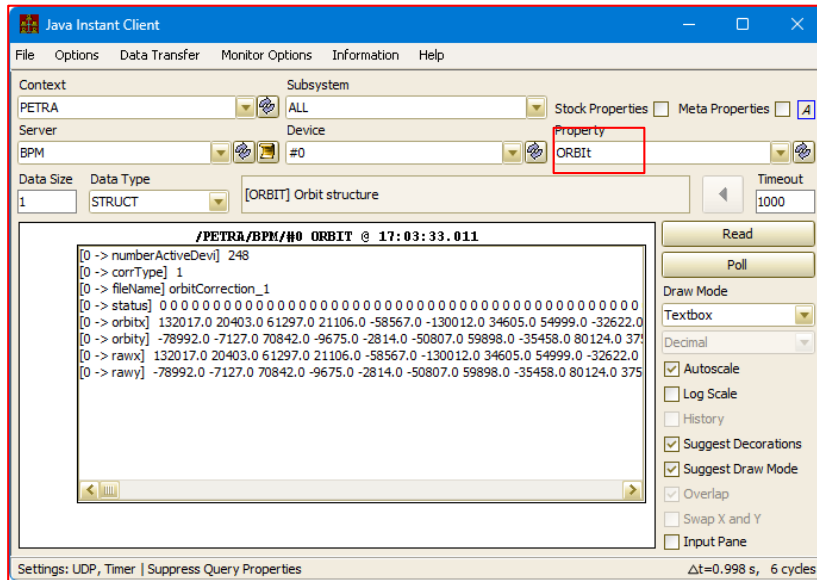 Java Instant Client
File Options Data Transfer Monitor Options Information Help
Context Subsystem
PETRA ALL Stock Properties Meta Properties A
Server Device Property
BPM #0 ORBIt
Data Size Data Type Timeout
1 STRUCT [ORBIT] Orbit structure 1000
/PETRA/BPM/#0 ORBIT @ 17:03:33.011
Read
[0 -> numberActiveDevi] 248
[0 -> corrType] 1
Poll
[0 -> fileName] orbitCorrection_1
Draw Mode
[0 -> status] 0 0 0 0 0 0 0 0 0 0 0 0 0 0 0 0 0 0 0 0 0 0 0 0 0 0 0 0 0 0 0 0 0 0 0 0 0 0 0 0
[0 -> orbitx] 132017.0 20403.0 61297.0 21106.0 -58567.0 -130012.0 34605.0 54999.0 -32622.0
Textbox
[0 -> orbity] -78992.0 -7127.0 70842.0 -9675.0 -2814.0 -50807.0 59898.0 -35458.0 80124.0 375
Decimal
[0 -> rawx] 132017.0 20403.0 61297.0 21106.0 -58567.0 -130012.0 34605.0 54999.0 -32622.0
[0 -> rawy] -78992.0 -7127.0 70842.0 -9675.0 -2814.0 -50807.0 59898.0 -35458.0 80124.0 375
Autoscale
Log Scale
History
Suggest Decorations
Suggest Draw Mode
Overlap
Swap X and Y
Input Pane
Settings: UDP, Timer | Suppress Query Properties Δt=0.998 s, 6 cycles